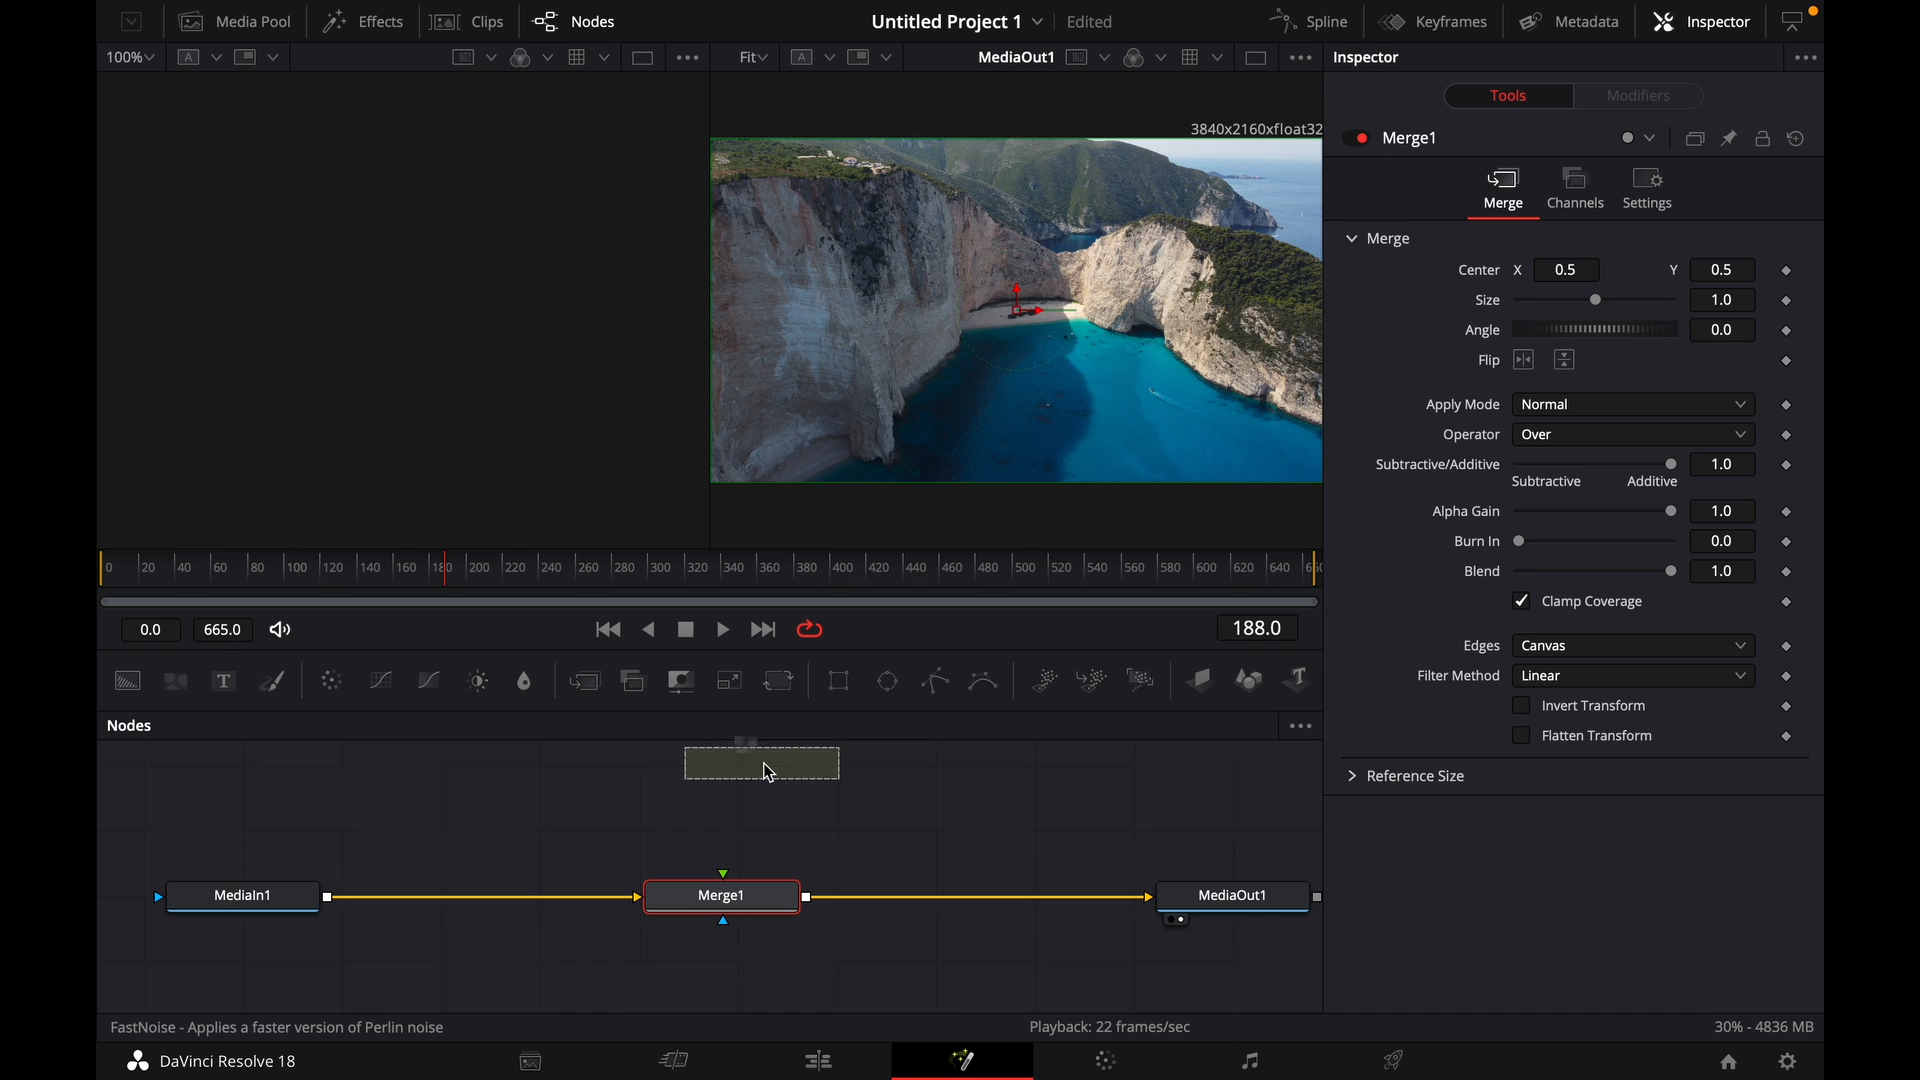 Media Pool
Effects
Clips
Nodes
Untitled Project 1
Edited
Spline
Keyframes
Metadata
Inspector
100%
A
Fit
A
MediaOut1
Inspector
Tools
Modifiers
3840x2160xfloat32
Merge1
Merge
Channels
Settings
Merge
Center X 0.5 Y 0.5
Size 1.0
Angle 0.0
Flip
Apply Mode Normal
Operator Over
Subtractive/Additive 1.0
Subtractive Additive
Alpha Gain 1.0
Burn In 0.0
Blend 1.0
Clamp Coverage
Edges Canvas
Filter Method Linear
Invert Transform
Flatten Transform
Reference Size
0 20 40 60 80 100 120 140 160 180 200 220 240 260 280 300 320 340 360 380 400 420 440 460 480 500 520 540 560 580 600 620 640
0.0 665.0 188.0
T T
Nodes
MediaIn1
Merge1
MediaOut1
FastNoise - Applies a faster version of Perlin noise
Playback: 22 frames/sec
30% - 4836 MB
DaVinci Resolve 18